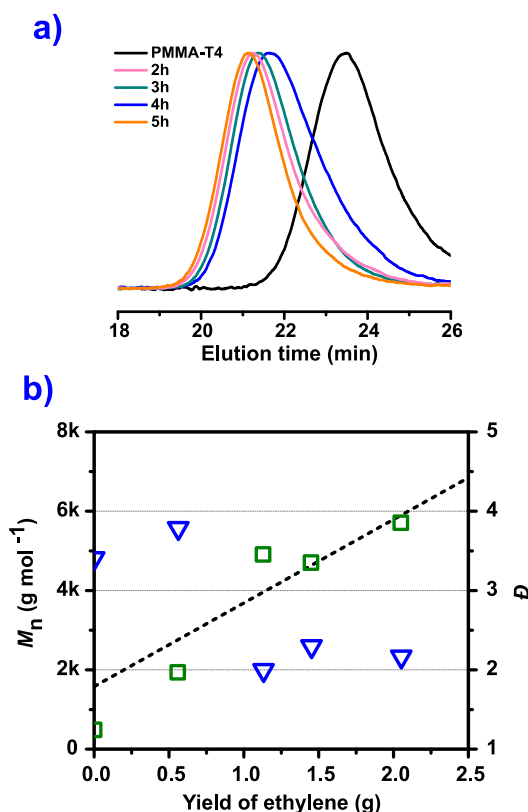 a)
PMMA-T4
2h
3h
4h
5h
18 20 22 24 26
Elution time (min)
b)
8k
6k
4k
2k
0
Mn (g mol -1)
5
4
3
2
1
Đ
0.0 0.5 1.0 1.5 2.0 2.5
Yield of ethylene (g)